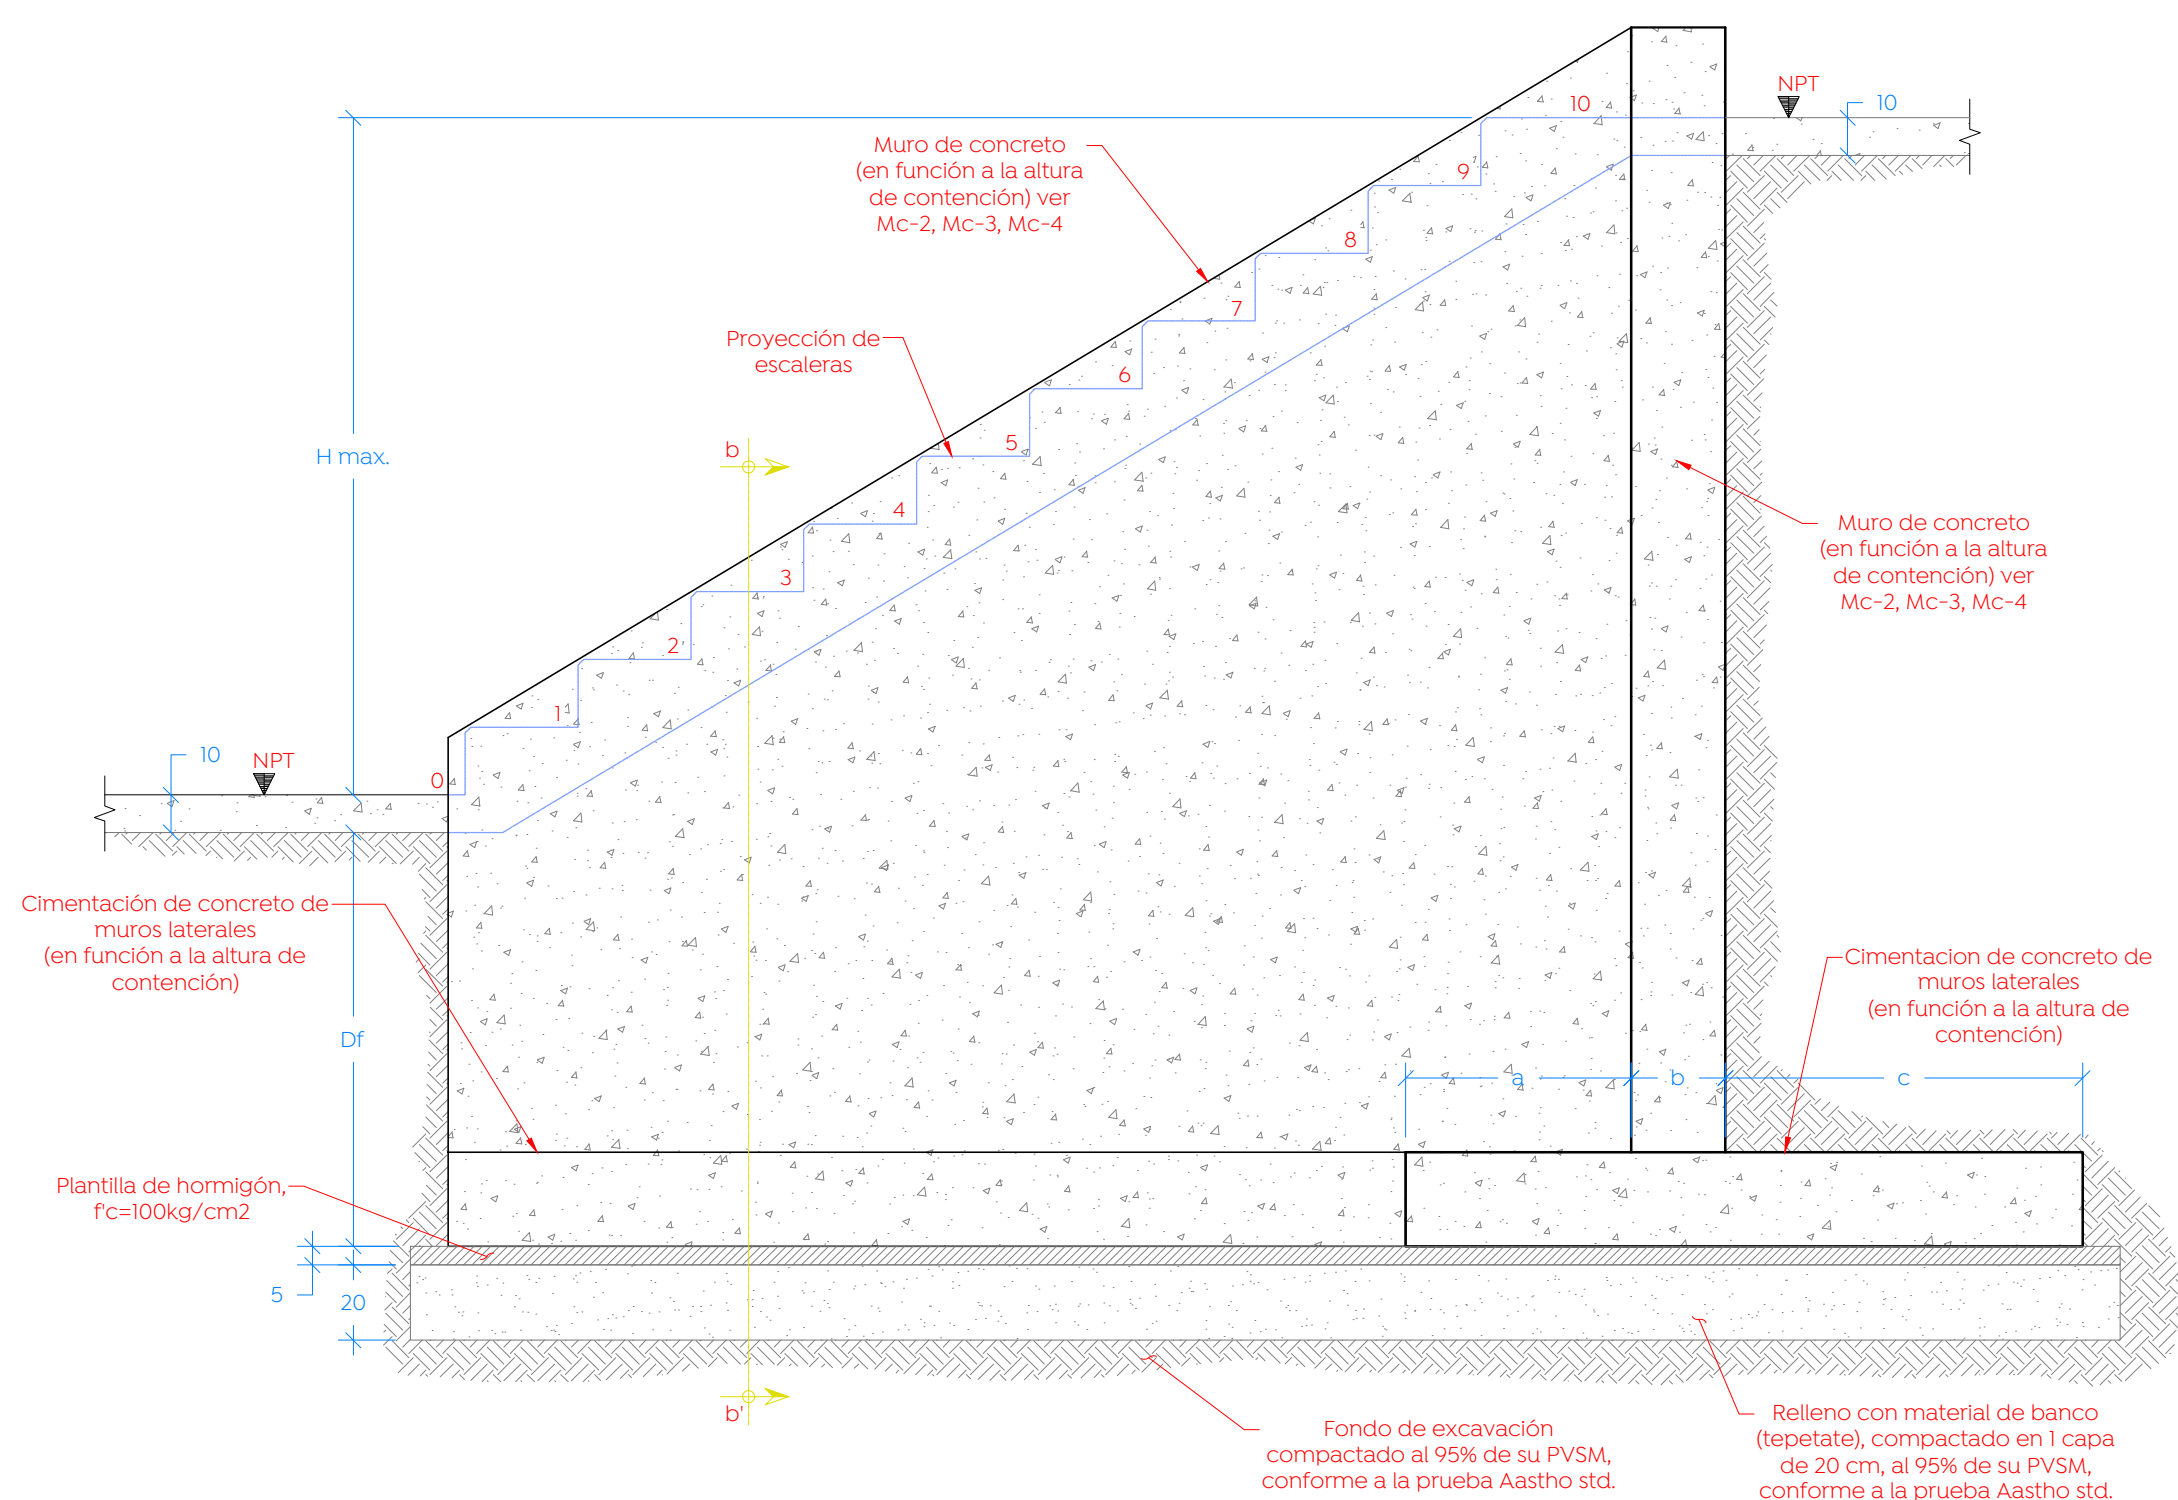 NPT
10
10
Muro de concreto
(en función a la altura
de contención) ver
Mc-2, Mc-3, Mc-4
9
8
7
Proyección de
escaleras
6
5
b
H max.
4
Muro de concreto
(en función a la altura
de contención) ver
Mc-2, Mc-3, Mc-4
3
2
1
10
NPT
0
Cimentación de concreto de
muros laterales
(en función a la altura de
contención)
Cimentacion de concreto de
muros laterales
(en función a la altura de
contención)
Df
a
b
c
Plantilla de hormigón,
f'c=100kg/cm2
5
20
b'
Fondo de excavación
compactado al 95% de su PVSM,
conforme a la prueba Aastho std.
Relleno con material de banco
(tepetate), compactado en 1 capa
de 20 cm, al 95% de su PVSM,
conforme a la prueba Aastho std.